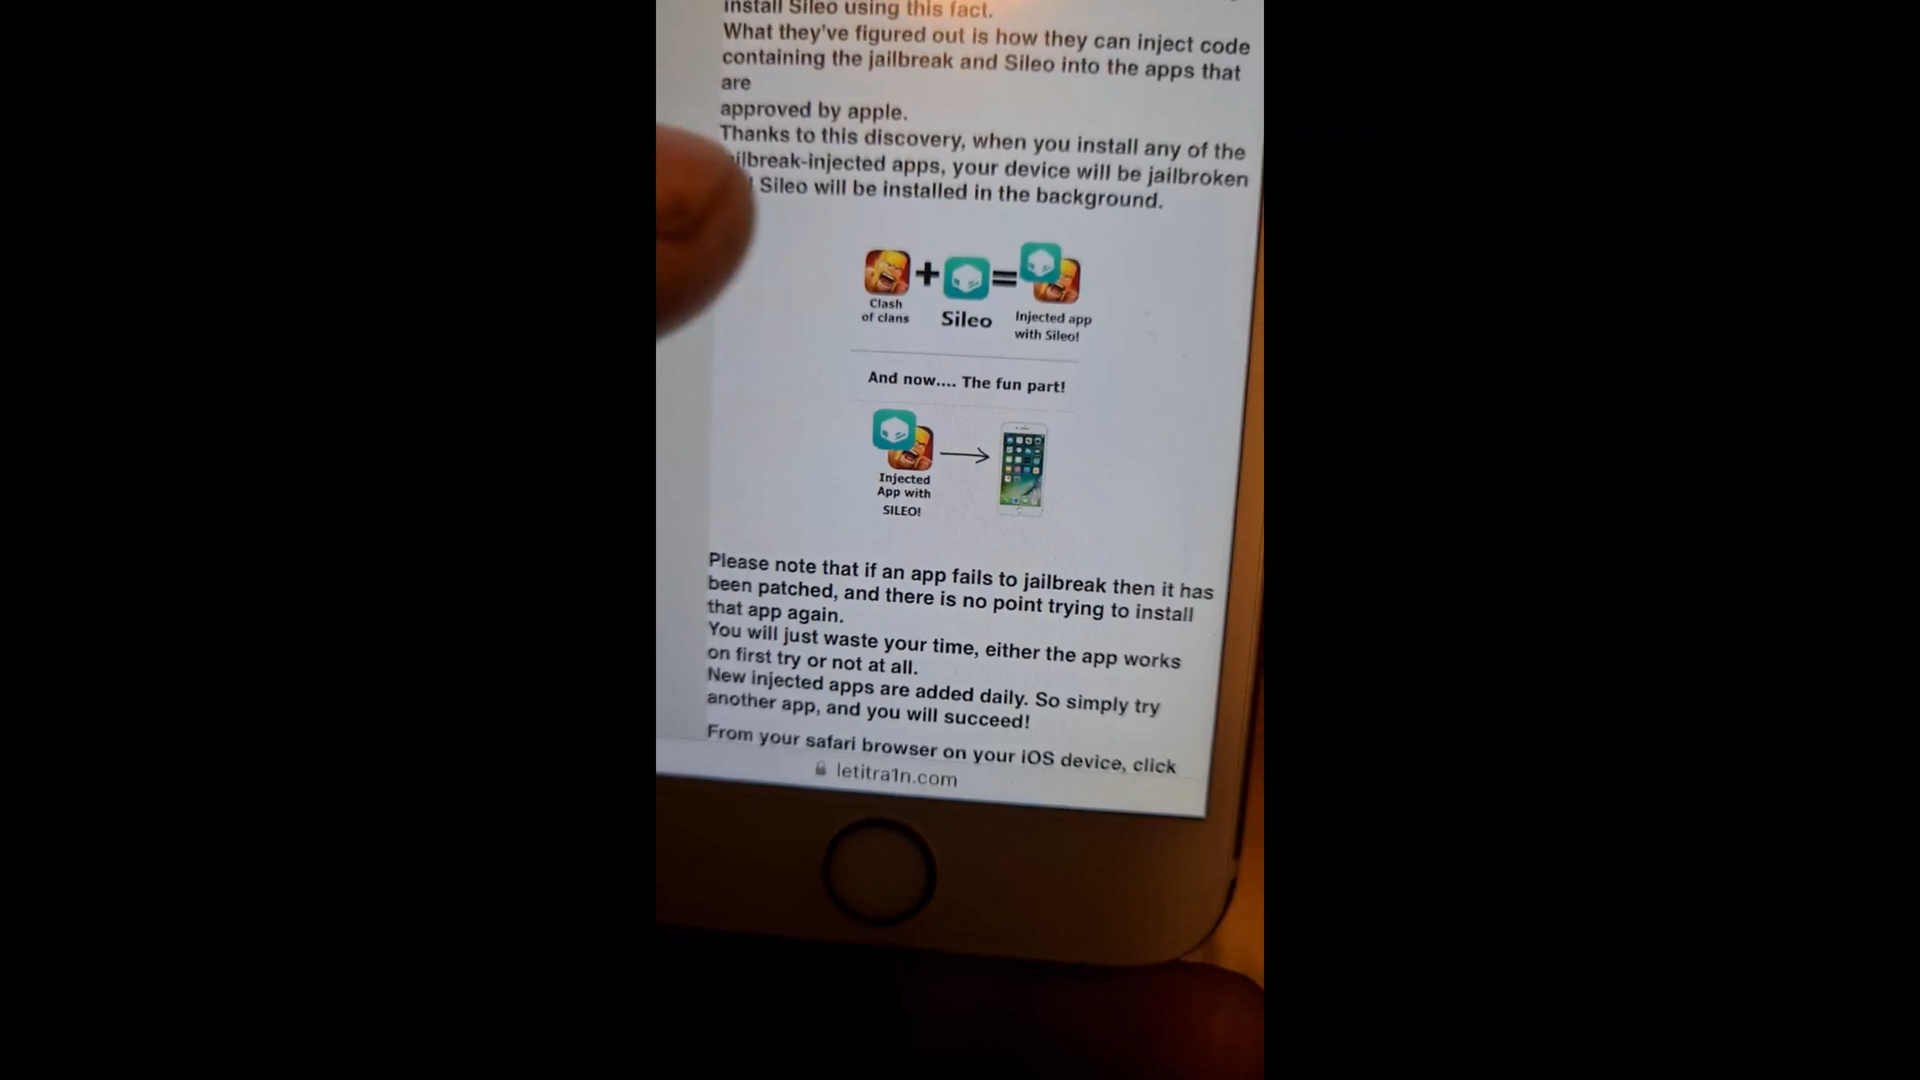 install Sileo using this fact.
What they've figured out is how they can inject code
containing the jailbreak and Sileo into the apps that
are
approved by apple.
Thanks to this discovery, when you install any of the
ilbreak-injected apps, your device will be jailbroken
Sileo will be installed in the background.
+ =
Clash of clans
Sileo
Injected app with Sileo!
And now.... The fun part!
Injected
App with
SILEO!
Please note that if an app fails to jailbreak then it has
been patched, and there is no point trying to install
that app again.
You will just waste your time, either the app works
on first try or not at all.
New injected apps are added daily. So simply try
another app, and you will succeed!
From your safari browser on your iOS device, click
letitra1n.com